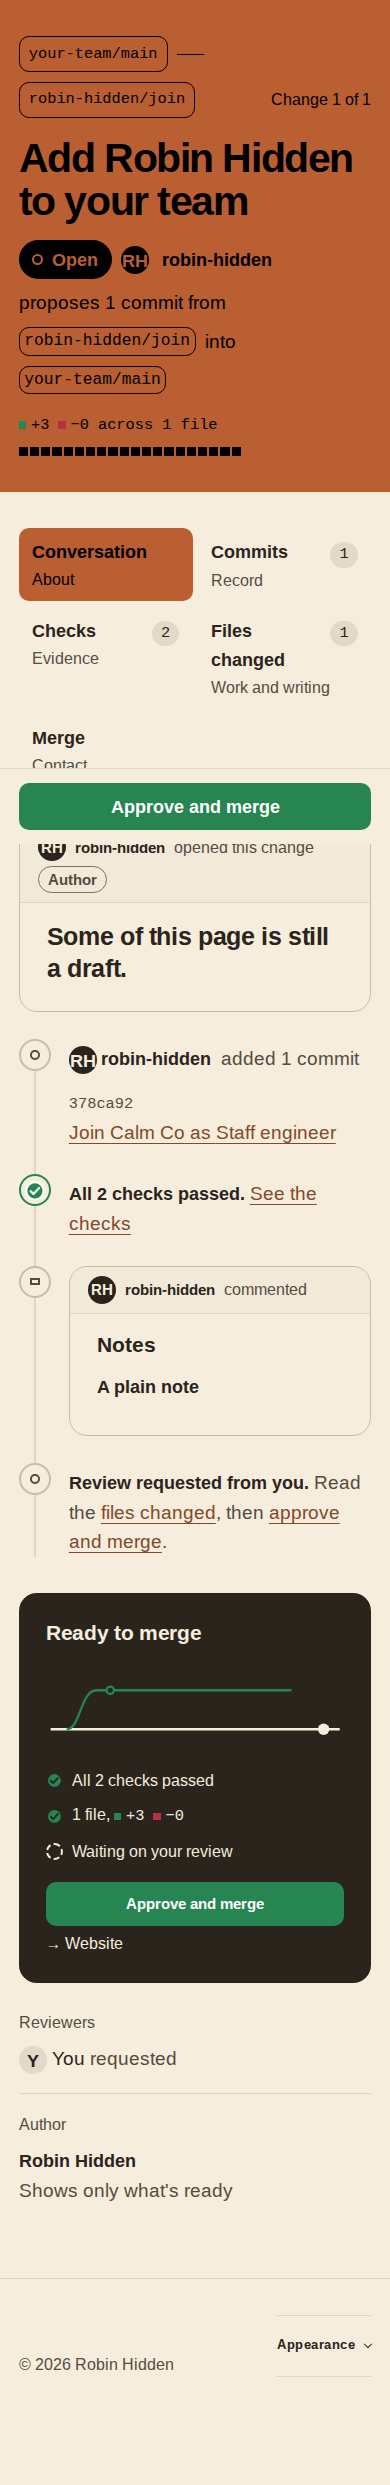 your-team/main
robin-hidden/join
Change 1 of 1
Add Robin Hidden
to your team
Open RH robin-hidden
proposes 1 commit from
robin-hidden/join into
your-team/main
+3 −0 across 1 file
Conversation
About
Commits 1
Record
Checks 2
Evidence
Files changed 1
Work and writing
Merge
Contact
Approve and merge
RH robin-hidden opened this change
Author
Some of this page is still
a draft.
RH robin-hidden added 1 commit
378ca92
Join Calm Co as Staff engineer
All 2 checks passed. See the
checks
RH robin-hidden commented
Notes
A plain note
Review requested from you. Read
the files changed, then approve
and merge.
Ready to merge
All 2 checks passed
1 file, +3 −0
Waiting on your review
Approve and merge
→ Website
Reviewers
Y You requested
Author
Robin Hidden
Shows only what's ready
Appearance
© 2026 Robin Hidden